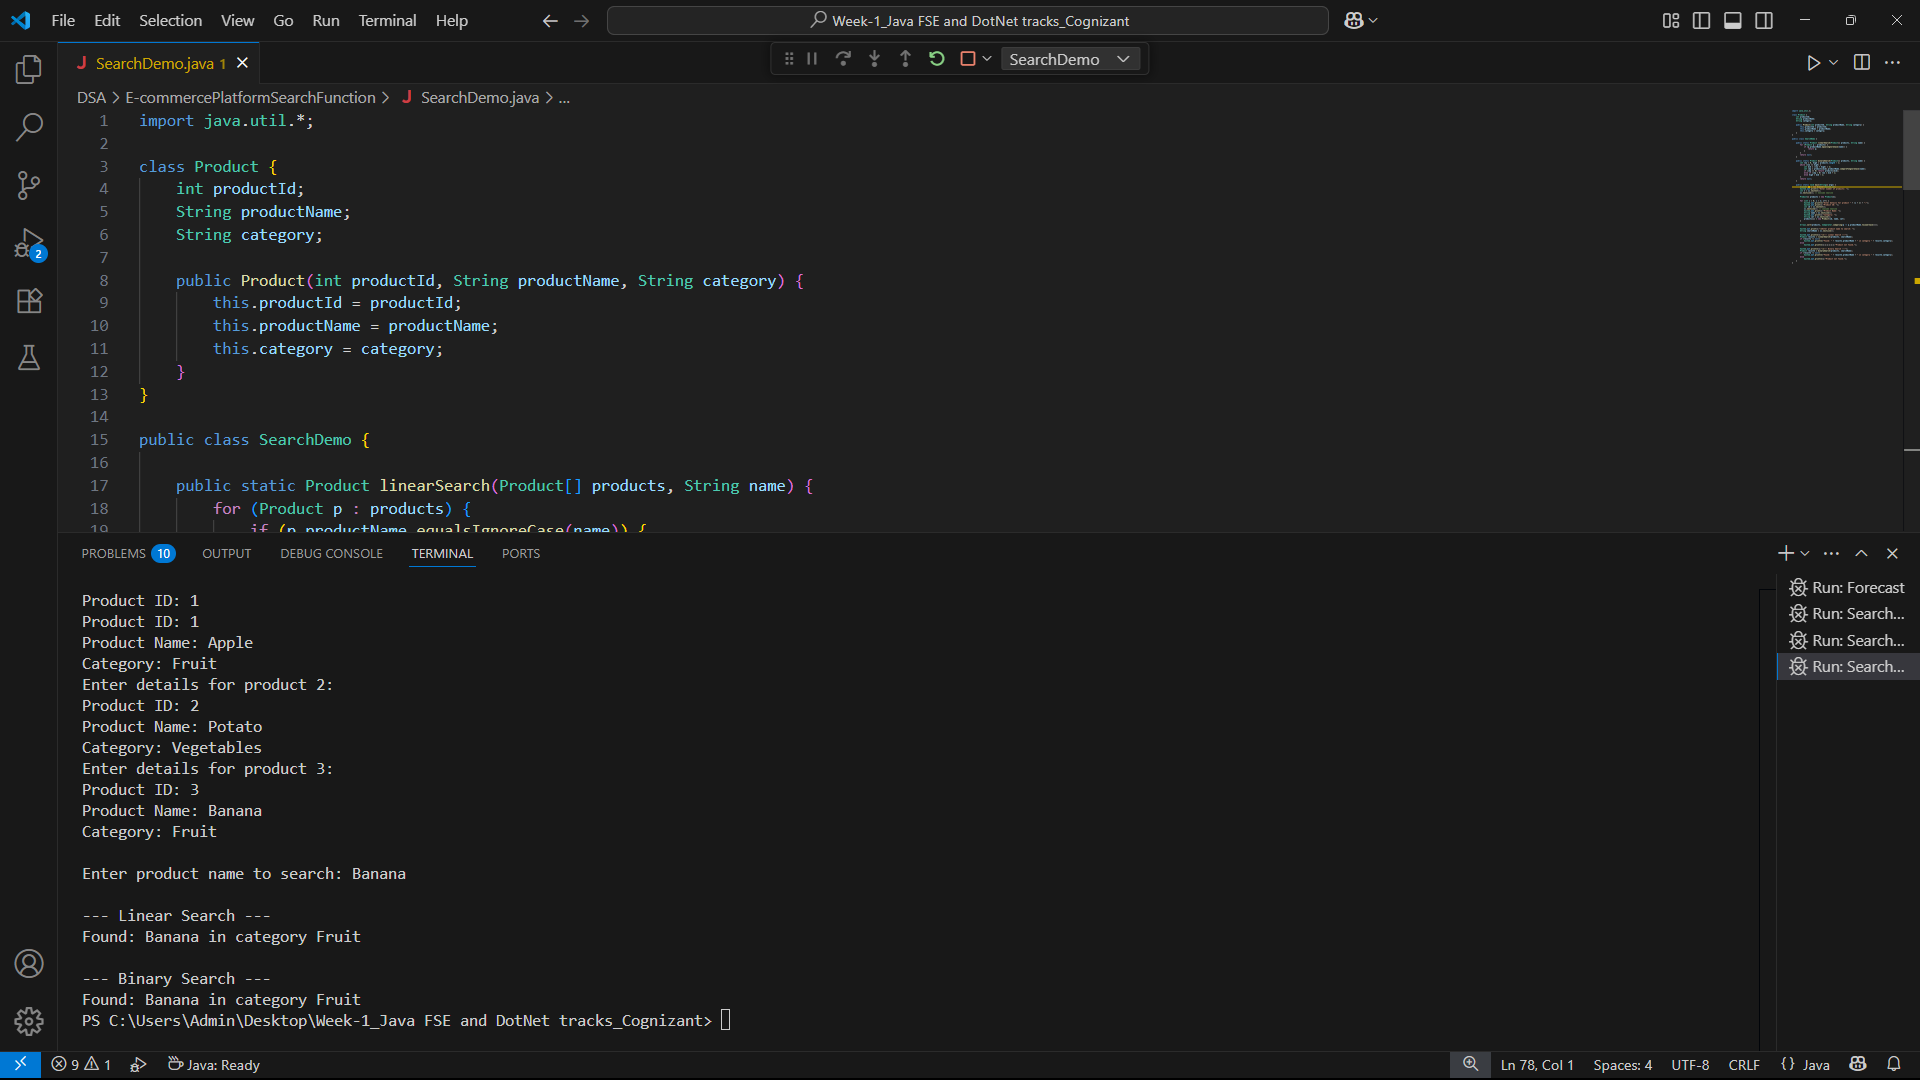 File Edit Selection View Go Run Terminal Help
Week-1_Java FSE and DotNet tracks_Cognizant
SearchDemo.java 1
SearchDemo
DSA > E-commercePlatformSearchFunction > J SearchDemo.java > ...
1 import java.util.*;
2
3 class Product {
4 int productId;
5 String productName;
6 String category;
7
8 public Product(int productId, String productName, String category) {
9 this.productId = productId;
10 this.productName = productName;
11 this.category = category;
12 }
13 }
14
15 public class SearchDemo {
16
17 public static Product linearSearch(Product[] products, String name) {
18 for (Product p : products) {
19 if (p.productName.equalsIgnoreCase(name)) {
2
PROBLEMS 10 OUTPUT DEBUG CONSOLE TERMINAL PORTS
Product ID: 1
Product ID: 1
Product Name: Apple
Category: Fruit
Enter details for product 2:
Product ID: 2
Product Name: Potato
Category: Vegetables
Enter details for product 3:
Product ID: 3
Product Name: Banana
Category: Fruit
Enter product name to search: Banana
--- Linear Search ---
Found: Banana in category Fruit
--- Binary Search ---
Found: Banana in category Fruit
PS C:\Users\Admin\Desktop\Week-1_Java FSE and DotNet tracks_Cognizant>
Run: Forecast
Run: Search...
Run: Search...
Run: Search...
9 1 Java: Ready
Ln 78, Col 1 Spaces: 4 UTF-8 CRLF {} Java